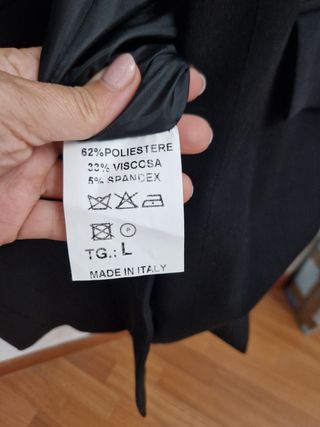 62%POLIESTERE
33% VISCOSA
5% SPANDEX
TG.: L
MADE IN ITALY